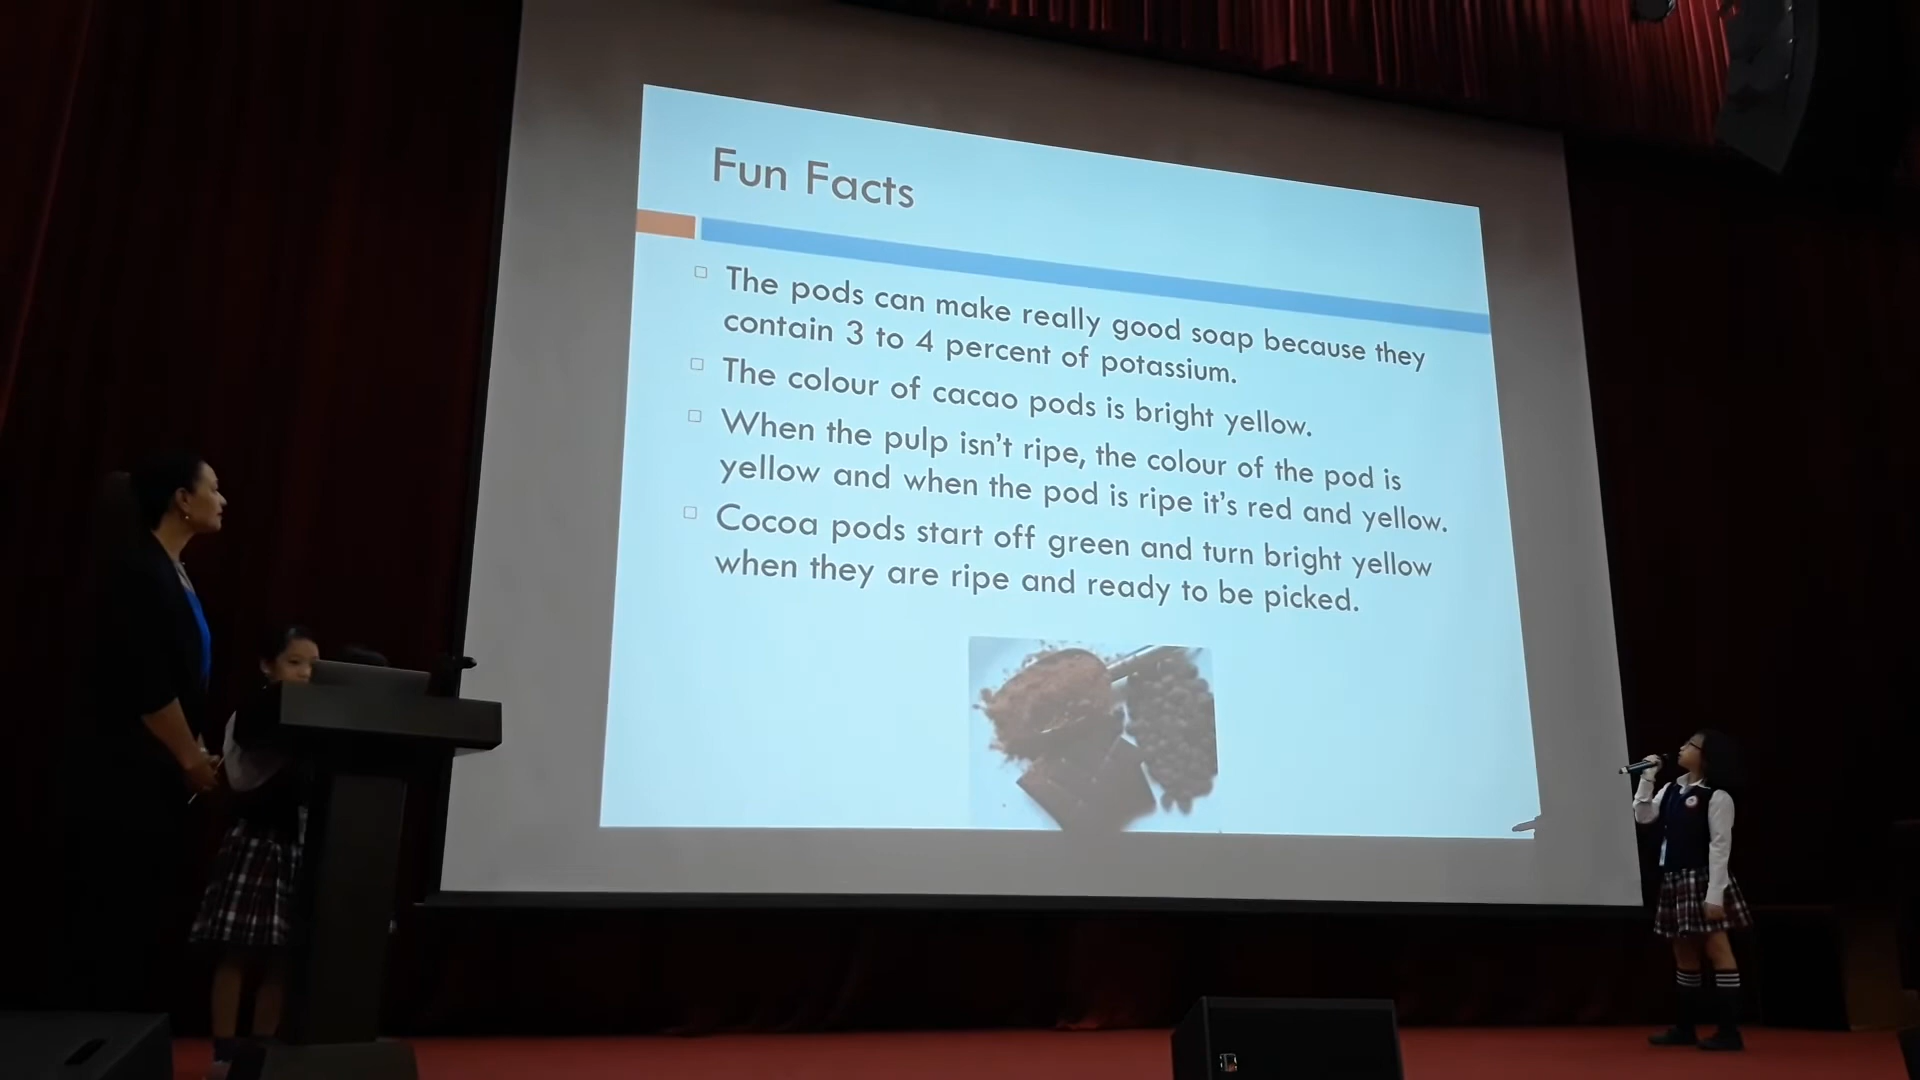 Fun Facts
The pods can make really good soap because they
contain 3 to 4 percent of potassium.
The colour of cacao pods is bright yellow.
When the pulp isn't ripe, the colour of the pod is
yellow and when the pod is ripe it's red and yellow.
Cocoa pods start off green and turn bright yellow
when they are ripe and ready to be picked.